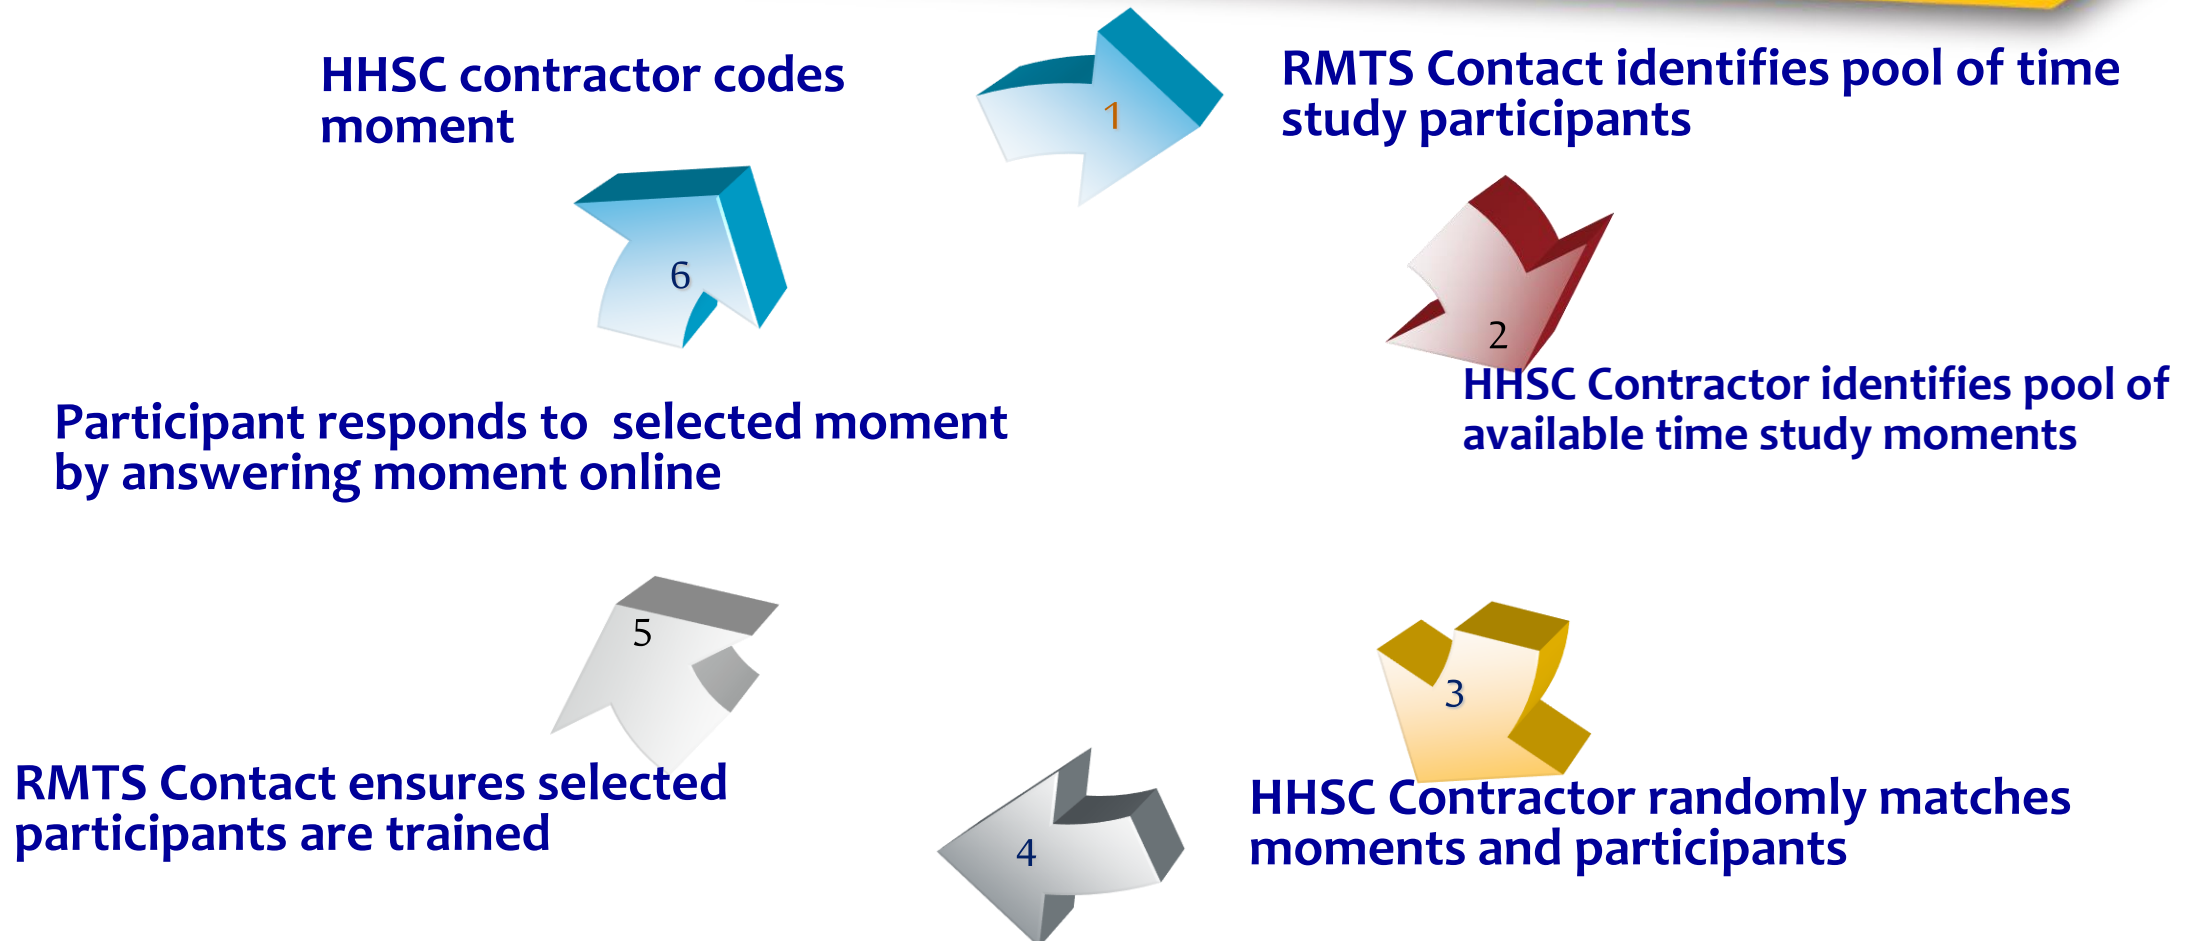 1
RMTS Contact identifies pool of time
study participants
2
HHSC Contractor identifies pool of
available time study moments
3
HHSC Contractor randomly matches
moments and participants
4
RMTS Contact ensures selected
participants are trained
5
Participant responds to  selected moment
by answering moment online
6
HHSC contractor codes
moment